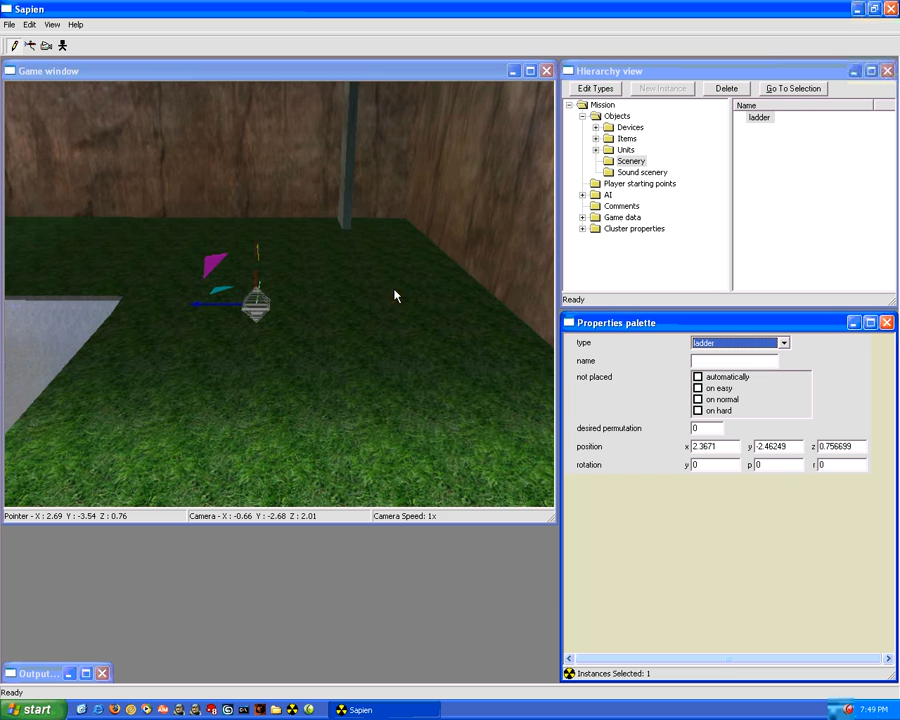 Sapien
File Edit View Help
Game window
Pointer - X : 2.69 Y : -3.54 Z : 0.76
Camera - X : -0.66 Y : -2.68 Z : 2.01
Camera Speed: 1x
Hierarchy view
Edit Types
New Instance
Delete
Go To Selection
Mission
Objects
Devices
Items
Units
Scenery
Sound scenery
Player starting points
AI
Comments
Game data
Cluster properties
Name
ladder
Ready
Properties palette
type ladder
name
not placed automatically
on easy
on normal
on hard
desired permutation 0
position x 2.3671 y -2.46249 z 0.756699
rotation y 0 p 0 r 0
Instances Selected: 1
Output...
Ready
start
Sapien
7:49 PM